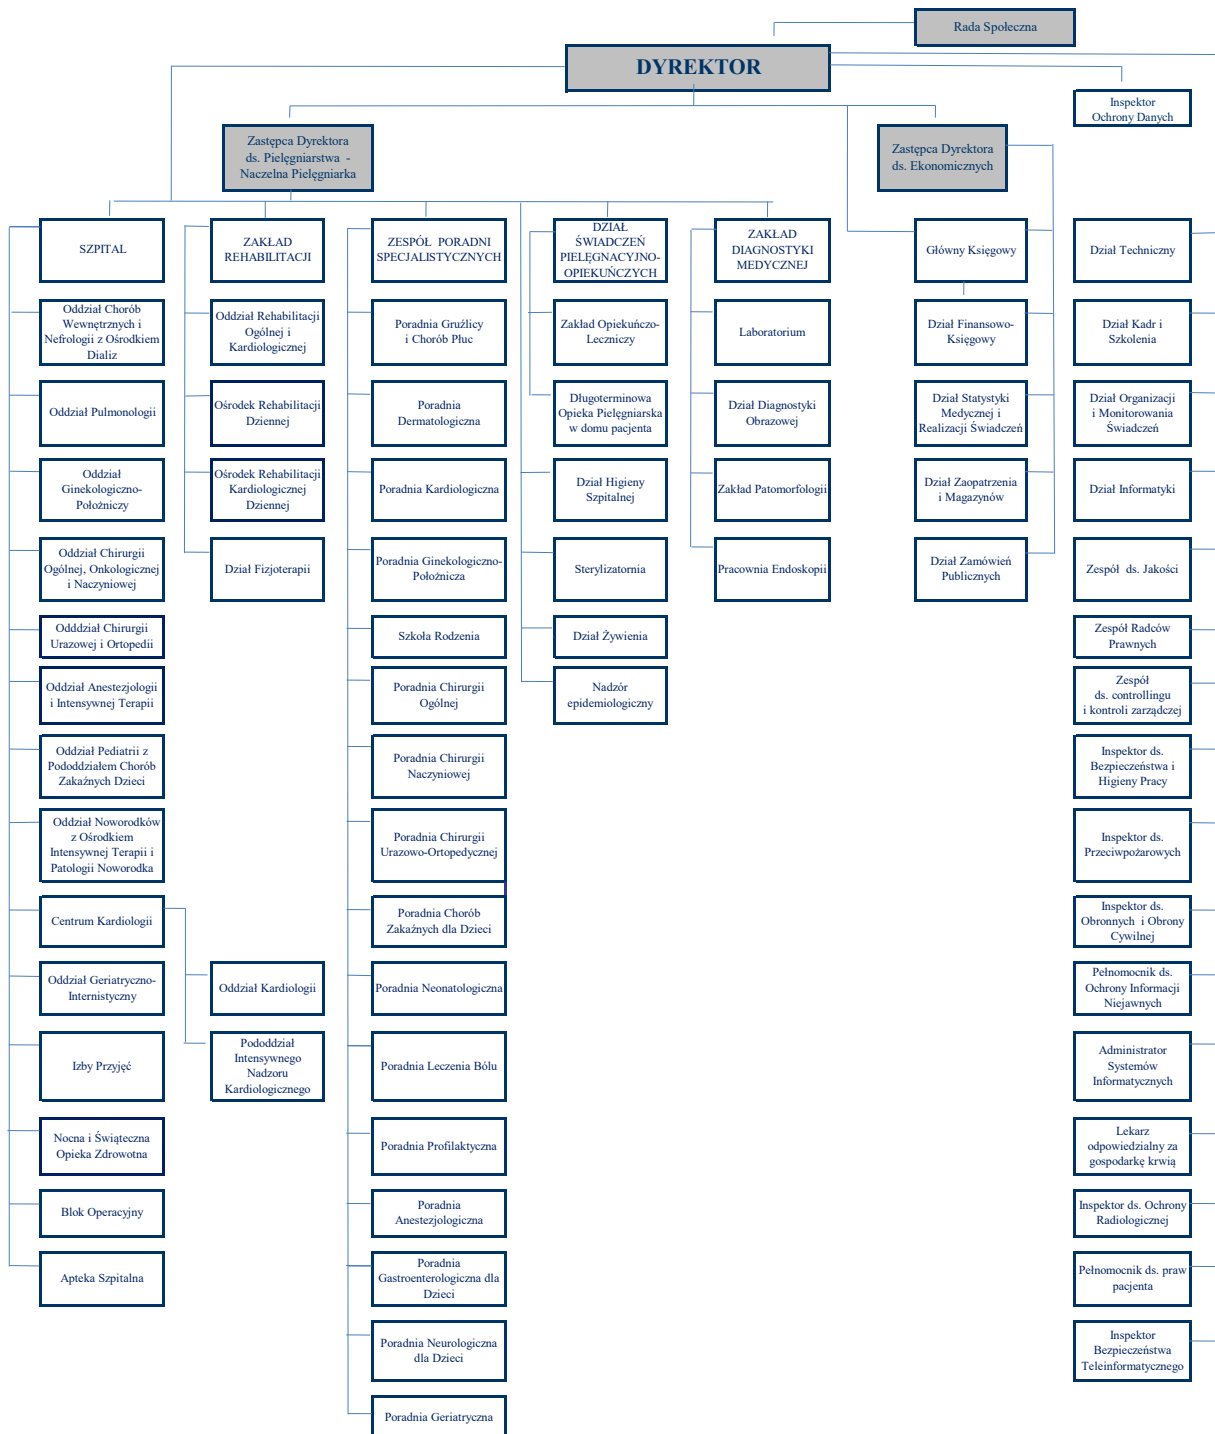 Rada Społeczna
DYREKTOR
Inspektor
Ochrony Danych
Zastępca Dyrektora
ds. Pielęgniarstwa -
Naczelna Pielęgniarka
Zastępca Dyrektora
ds. Ekonomicznych
SZPITAL
ZAKŁAD
REHABILITACJI
ZESPÓŁ PORADNI
SPECJALISTYCZNYCH
DZIAŁ
ŚWIADCZEŃ
PIELĘGNACYJNO-
OPIEKUŃCZYCH
ZAKŁAD
DIAGNOSTYKI
MEDYCZNEJ
Główny Księgowy
Dział Techniczny
Oddział Chorób
Wewnętrznych i
Nefrologii z Ośrodkiem
Dializ
Oddział Rehabilitacji
Ogólnej i
Kardiologicznej
Poradnia Gruźlicy
i Chorób Płuc
Zakład Opiekuńczo-
Leczniczy
Laboratorium
Dział Finansowo-
Księgowy
Dział Kadr i
Szkolenia
Oddział Pulmonologii
Ośrodek Rehabilitacji
Dziennej
Poradnia
Dermatologiczna
Długoterminowa
Opieka Pielęgniarska
w domu pacjenta
Dział Diagnostyki
Obrazowej
Dział Statystyki
Medycznej i
Realizacji Świadczeń
Dział Organizacji
i Monitorowania
Świadczeń
Oddział
Ginekologiczno-
Położniczy
Ośrodek Rehabilitacji
Kardiologicznej
Dziennej
Poradnia Kardiologiczna
Dział Higieny
Szpitalnej
Zakład Patomorfologii
Dział Zaopatrzenia
i Magazynów
Dział Informatyki
Oddział Chirurgii
Ogólnej, Onkologicznej
i Naczyniowej
Dział Fizjoterapii
Poradnia Ginekologiczno-
Położnicza
Sterylizatornia
Pracownia Endoskopii
Dział Zamówień
Publicznych
Zespół ds. Jakości
Odddział Chirurgii
Urazowej i Ortopedii
Szkoła Rodzenia
Dział Żywienia
Zespół Radców
Prawnych
Oddział Anestezjologii
i Intensywnej Terapii
Poradnia Chirurgii
Ogólnej
Nadzór
epidemiologiczny
Zespół
ds. controllingu
i kontroli zarządczej
Oddział Pediatrii z
Pododdziałem Chorób
Zakaźnych Dzieci
Poradnia Chirurgii
Naczyniowej
Inspektor ds.
Bezpieczeństwa i
Higieny Pracy
Oddział Noworodków
z Ośrodkiem
Intensywnej Terapii i
Patologii Noworodka
Poradnia Chirurgii
Urazowo-Ortopedycznej
Inspektor ds.
Przeciwpożarowych
Centrum Kardiologii
Poradnia Chorób
Zakaźnych dla Dzieci
Inspektor ds.
Obronnych i Obrony
Cywilnej
Oddział Geriatryczno-
Internistyczny
Oddział Kardiologii
Poradnia Neonatologiczna
Pełnomocnik ds.
Ochrony Informacji
Niejawnych
Izby Przyjęć
Pododdział
Intensywnego
Nadzoru
Kardiologicznego
Poradnia Leczenia Bólu
Administrator
Systemów
Informatycznych
Nocna i Świąteczna
Opieka Zdrowotna
Poradnia Profilaktyczna
Lekarz
odpowiedzialny za
gospodarkę krwią
Blok Operacyjny
Poradnia
Anestezjologiczna
Inspektor ds. Ochrony
Radiologicznej
Apteka Szpitalna
Poradnia
Gastroenterologiczna dla
Dzieci
Pełnomocnik ds. praw
pacjenta
Poradnia Neurologiczna
dla Dzieci
Inspektor
Bezpieczeństwa
Teleinformatycznego
Poradnia Geriatryczna